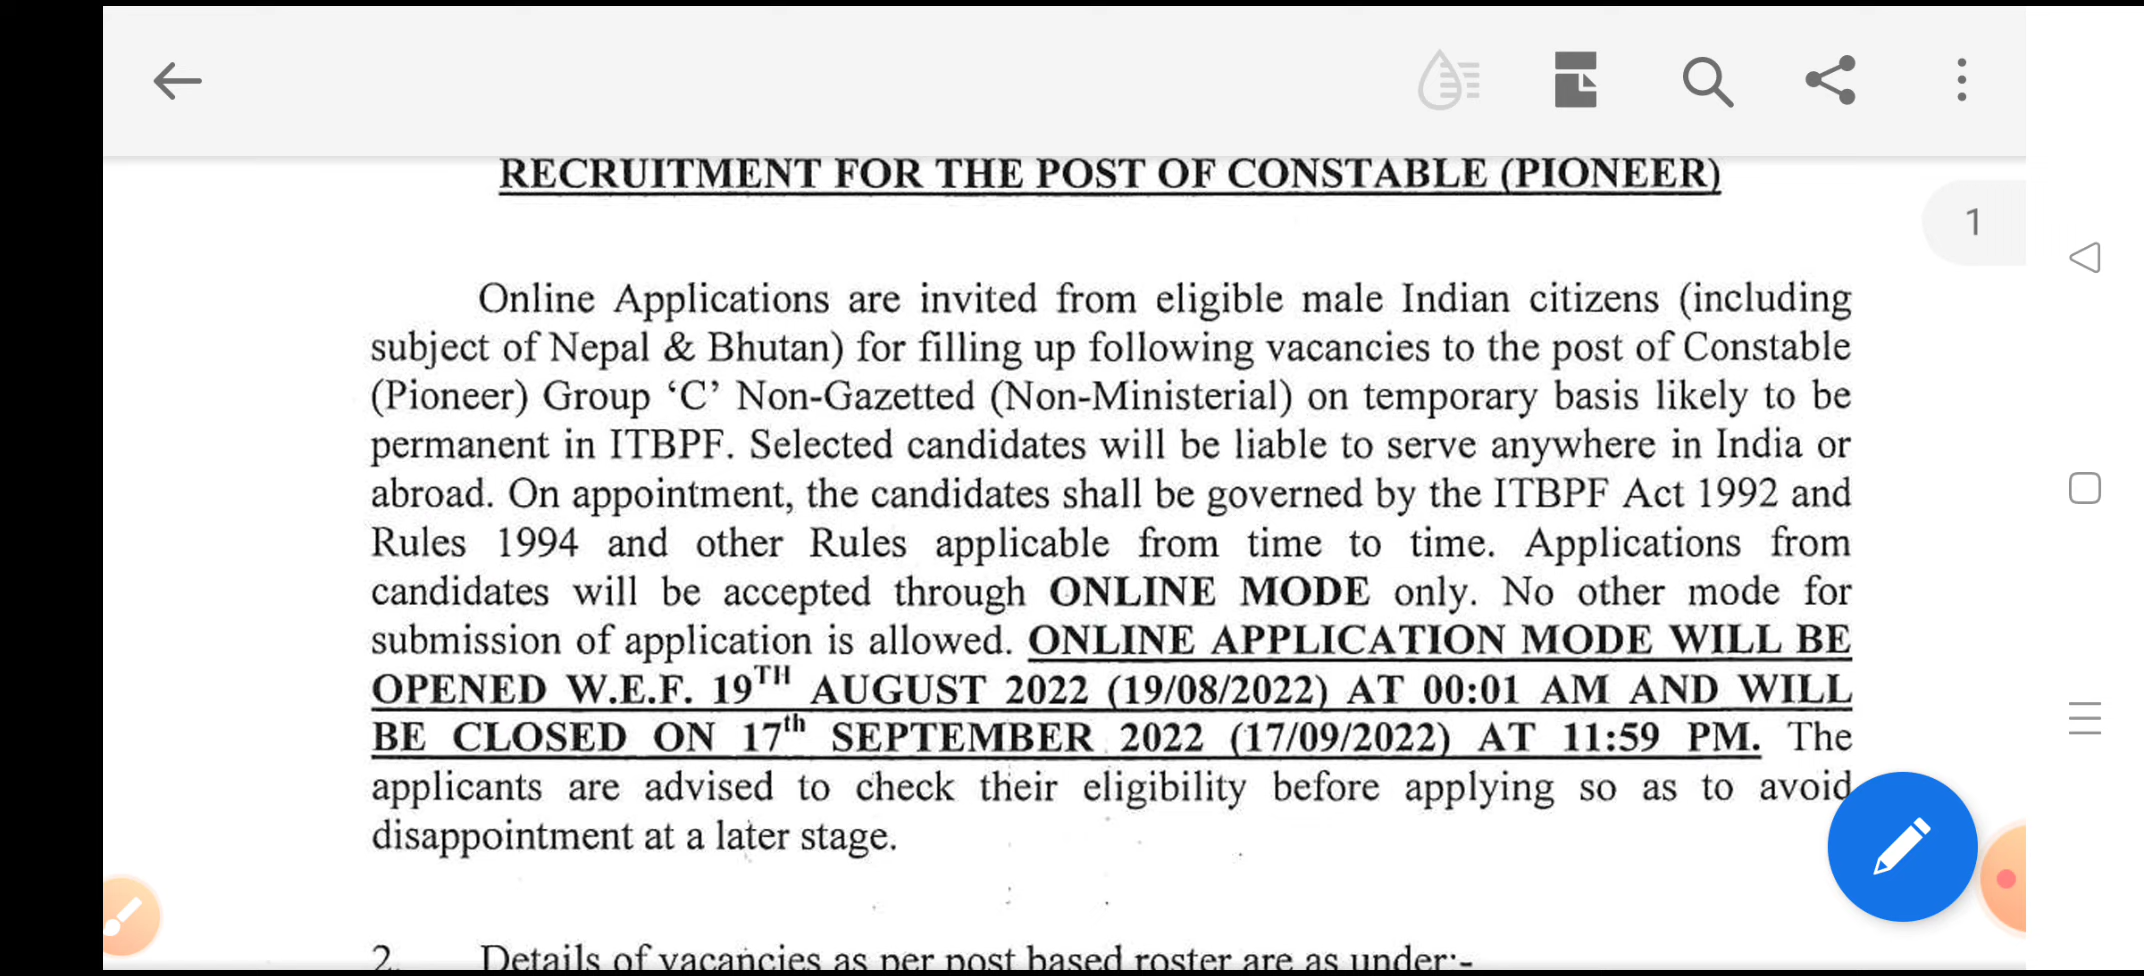 RECRUITMENT FOR THE POST OF CONSTABLE (PIONEER)
1
Online Applications are invited from eligible male Indian citizens (including
subject of Nepal & Bhutan) for filling up following vacancies to the post of Constable
(Pioneer) Group ‘C’ Non-Gazetted (Non-Ministerial) on temporary basis likely to be
permanent in ITBPF. Selected candidates will be liable to serve anywhere in India or
abroad. On appointment, the candidates shall be governed by the ITBPF Act 1992 and
Rules 1994 and other Rules applicable from time to time. Applications from
candidates will be accepted through ONLINE MODE only. No other mode for
submission of application is allowed. ONLINE APPLICATION MODE WILL BE
OPENED W.E.F. 19TH AUGUST 2022 (19/08/2022) AT 00:01 AM AND WILL
BE CLOSED ON 17th SEPTEMBER 2022 (17/09/2022) AT 11:59 PM. The
applicants are advised to check their eligibility before applying so as to avoid
disappointment at a later stage.
2. Details of vacancies as per post based roster are as under:-